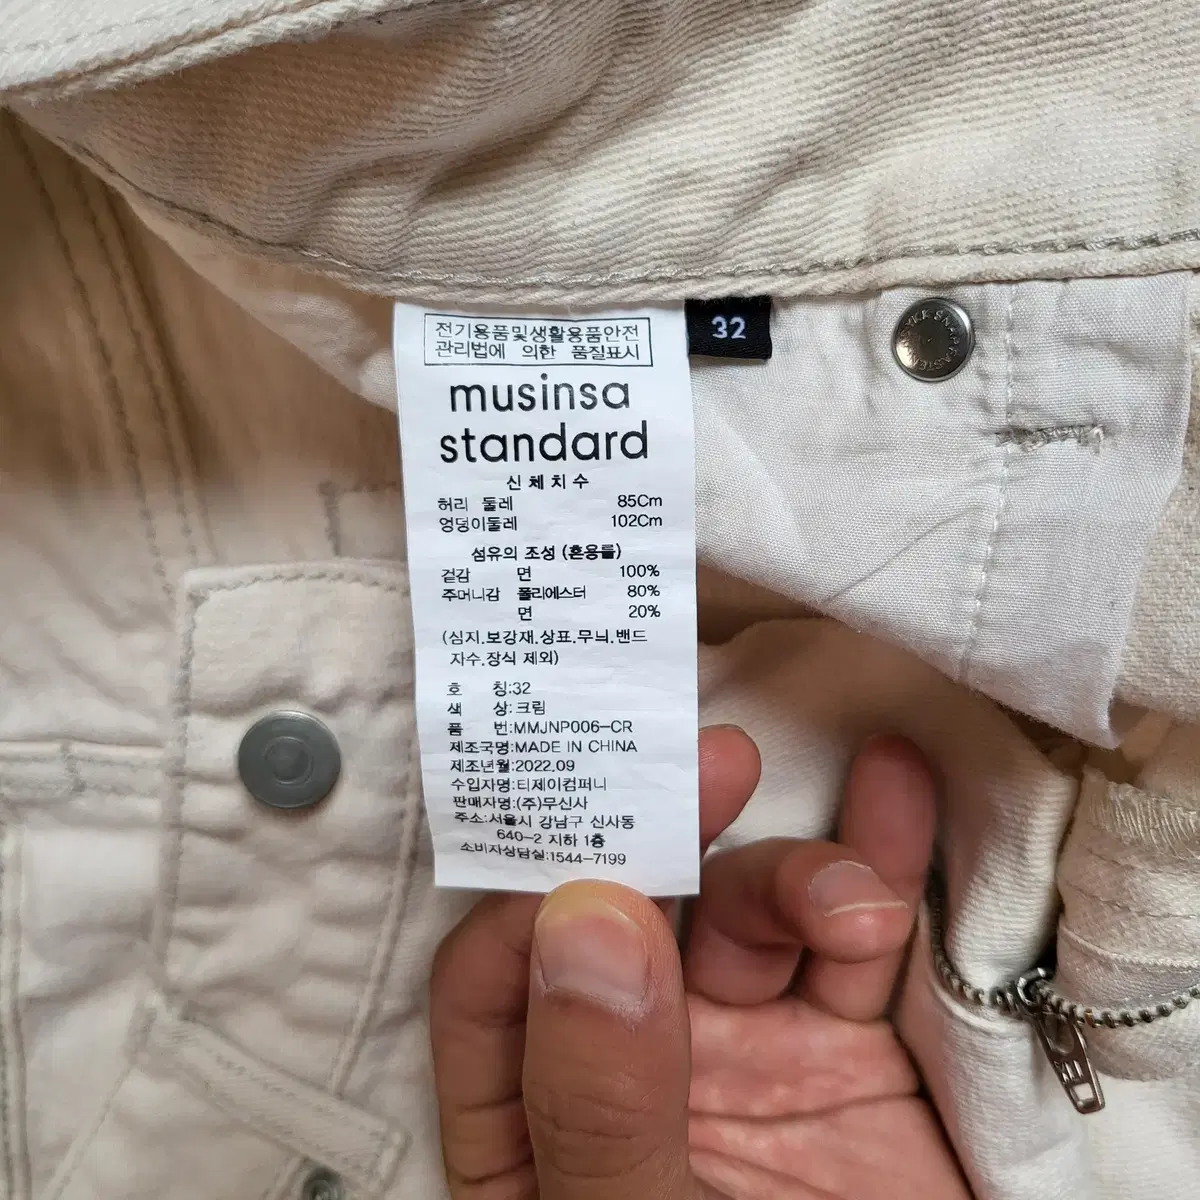 전기용품및생활용품안전
관리법에 의한 품질표시
musinsa
standard
신체치수
허리 둘레 85Cm
엉덩이둘레 102Cm
섬유의 조성 (혼용률)
겉감 면 100%
주머니감 폴리에스터 80%
면 20%
(심지.보강재.상표.무늬.밴드
자수.장식 제외)
호 칭:32
색 상:크림
품 번:MMJNP006-CR
제조국명:MADE IN CHINA
제조년월:2022.09
수입자명:티제이컴퍼니
판매자명:(주)무신사
주소:서울시 강남구 신사동
640-2 지하 1층
소비자상담실:1544-7199
32
YKK SNAP FASTEN